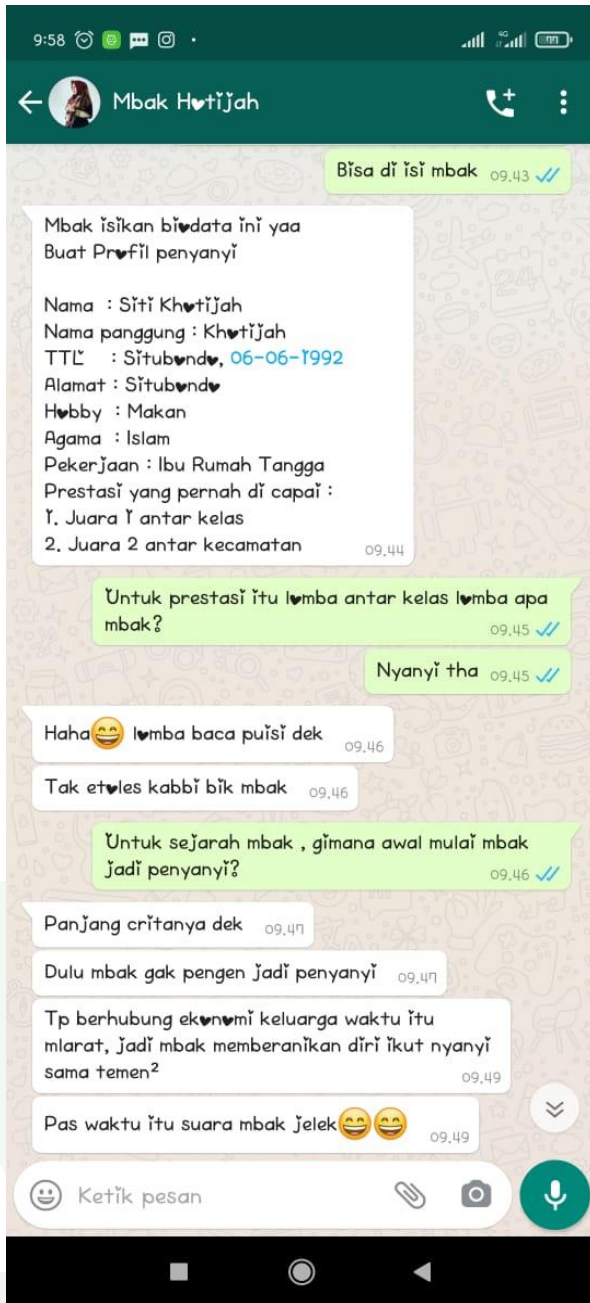 9:58
4G
77
Mbak Hotijah
Bisa di isi mbak 09.43
Mbak isikan biodata ini yaa
Buat Profil penyanyi
Nama : Siti Khotijah
Nama panggung : Khotijah
TTL : Situbondo, 06-06-1992
Alamat : Situbondo
Hobby : Makan
Agama : Islam
Pekerjaan : Ibu Rumah Tangga
Prestasi yang pernah di capai :
1. Juara 1 antar kelas
2. Juara 2 antar kecamatan 09.44
Untuk prestasi itu lomba antar kelas lomba apa
mbak? 09.45
Nyanyi tha 09.45
Haha😄 lomba baca puisi dek 09.46
Tak etoles kabbi bik mbak 09.46
Untuk sejarah mbak , gimana awal mulai mbak
jadi penyanyi? 09.46
Panjang critanya dek 09.47
Dulu mbak gak pengen jadi penyanyi 09.47
Tp berhubung ekonomi keluarga waktu itu
mlarat, jadi mbak memberanikan diri ikut nyanyi
sama temen² 09.49
Pas waktu itu suara mbak jelek😄😄 09.49
Ketik pesan